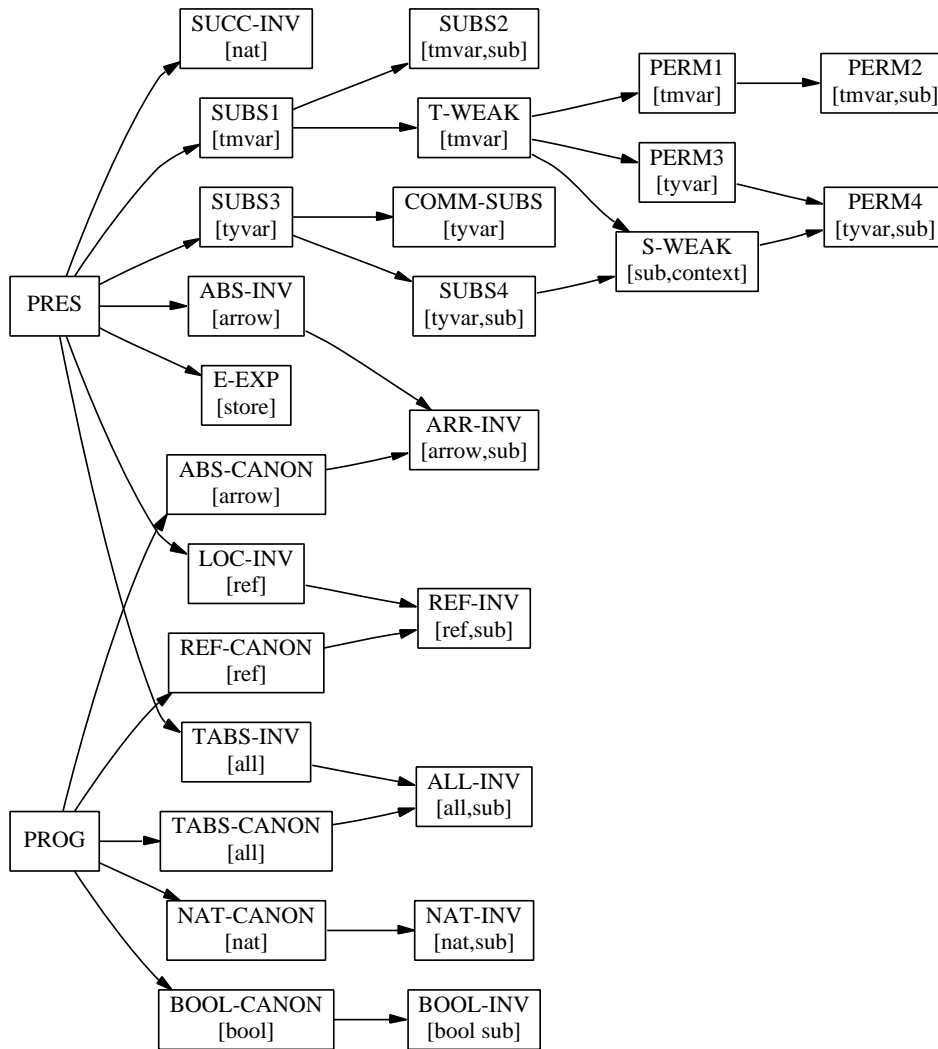 SUCC-INV
[nat]
SUBS2
[tmvar,sub]
SUBS1
[tmvar]
T-WEAK
[tmvar]
PERM1
[tmvar]
PERM2
[tmvar,sub]
PERM3
[tyvar]
SUBS3
[tyvar]
COMM-SUBS
[tyvar]
PERM4
[tyvar,sub]
S-WEAK
[sub,context]
PRES
ABS-INV
[arrow]
SUBS4
[tyvar,sub]
E-EXP
[store]
ARR-INV
[arrow,sub]
ABS-CANON
[arrow]
LOC-INV
[ref]
REF-INV
[ref,sub]
REF-CANON
[ref]
TABS-INV
[all]
ALL-INV
[all,sub]
PROG
TABS-CANON
[all]
NAT-CANON
[nat]
NAT-INV
[nat,sub]
BOOL-CANON
[bool]
BOOL-INV
[bool sub]